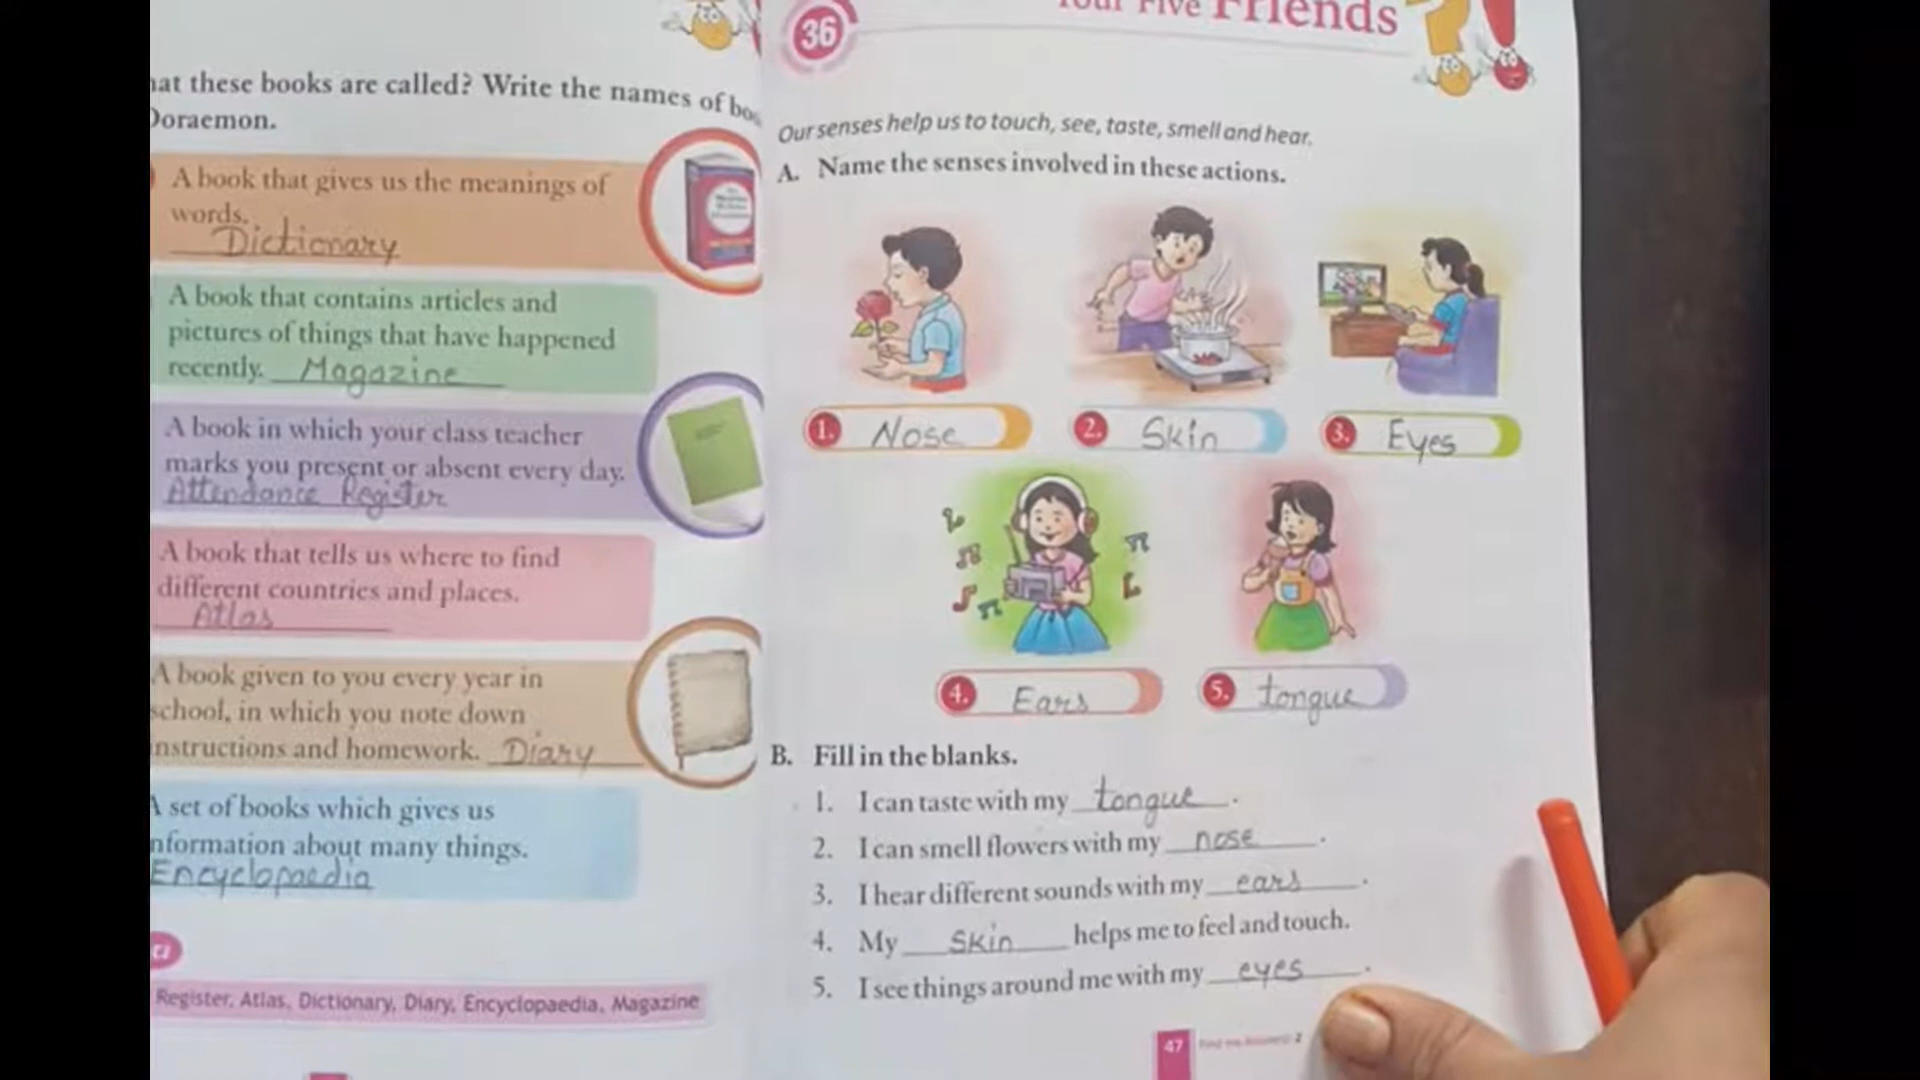 these books are called? Write the names of
Doraemon.
A book that gives us the meanings of
words.
Dictionary
A book that contains articles and
pictures of things that have happened
recently. Magazine
A book in which your class teacher
marks you present or absent every day.
Attendance Register
A book that tells us where to find
different countries and places.
Atlas
A book given to you every year in
school, in which you note down
instructions and homework. Diary
A set of books which gives us
information about many things.
Encyclopaedia
Register, Atlas, Dictionary, Diary, Encyclopaedia, Magazine
36
Your Five Friends
Our senses help us to touch, see, taste, smell and hear.
A. Name the senses involved in these actions.
1. Nose
2. Skin
3. Eyes
4. Ears
5. tongue
B. Fill in the blanks.
1. I can taste with my tongue.
2. I can smell flowers with my nose.
3. I hear different sounds with my ears.
4. My Skin helps me to feel and touch.
5. I see things around me with my eyes.
47